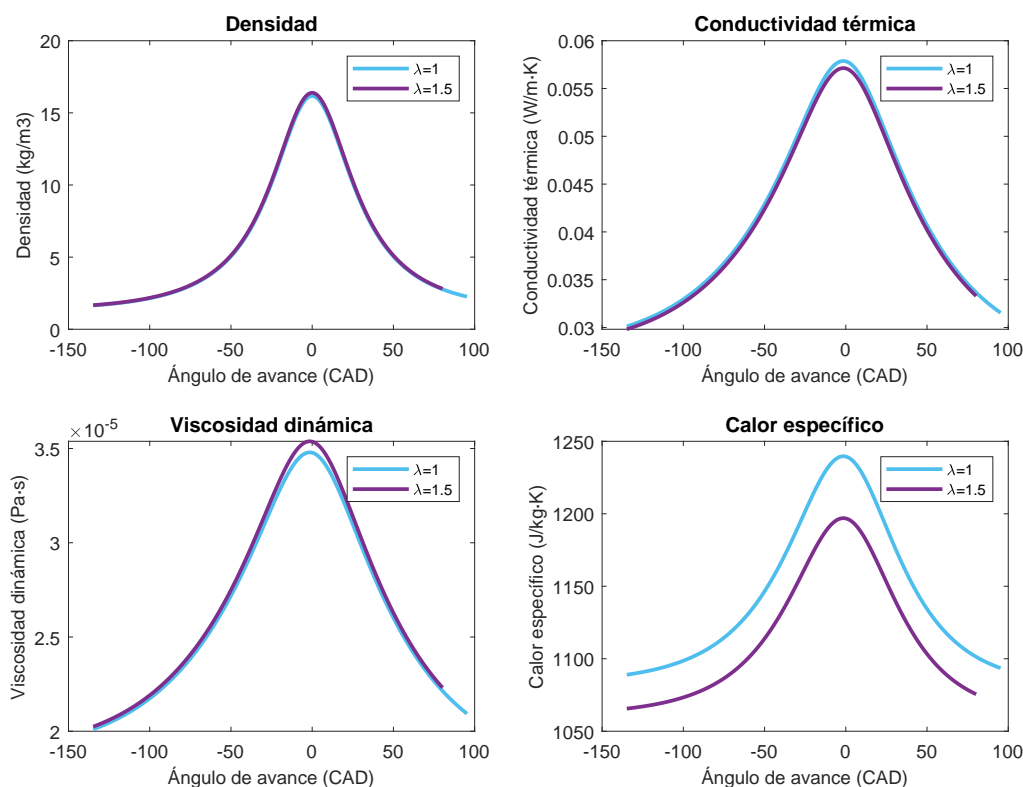 Densidad
20
15
10
5
0
Densidad (kg/m3)
-150 -100 -50 0 50 100
Ángulo de avance (CAD)
λ=1
λ=1.5
Conductividad térmica
0.06
0.055
0.05
0.045
0.04
0.035
0.03
Conductividad térmica (W/m·K)
-150 -100 -50 0 50 100
Ángulo de avance (CAD)
λ=1
λ=1.5
Viscosidad dinámica
×10-5
3.5
3
2.5
2
Viscosidad dinámica (Pa·s)
-150 -100 -50 0 50 100
Ángulo de avance (CAD)
λ=1
λ=1.5
Calor específico
1250
1200
1150
1100
1050
Calor específico (J/kg·K)
-150 -100 -50 0 50 100
Ángulo de avance (CAD)
λ=1
λ=1.5